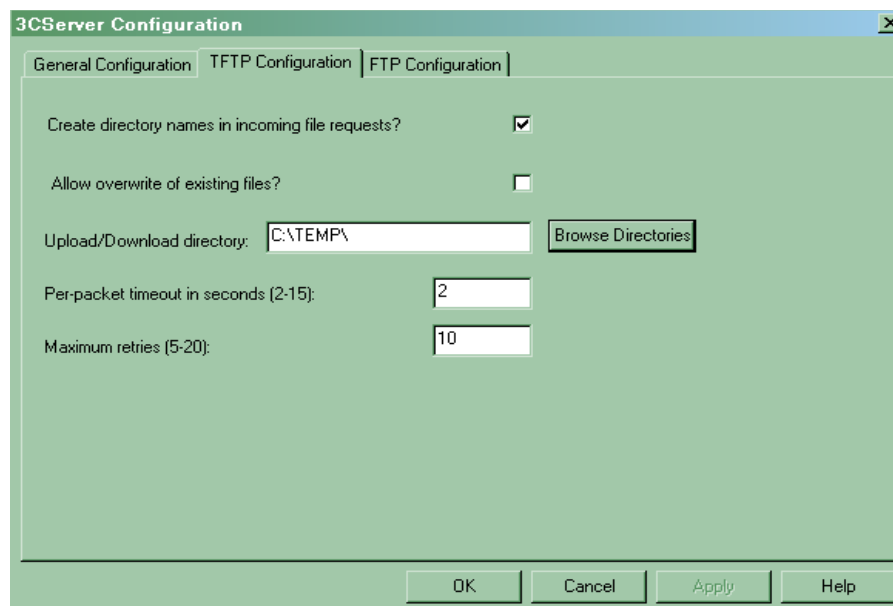 3CServer Configuration
General Configuration TFTP Configuration FTP Configuration
Create directory names in incoming file requests?
Allow overwrite of existing files?
Upload/Download directory: C:\TEMP\ Browse Directories
Per-packet timeout in seconds (2-15): 2
Maximum retries (5-20): 10
OK Cancel Apply Help